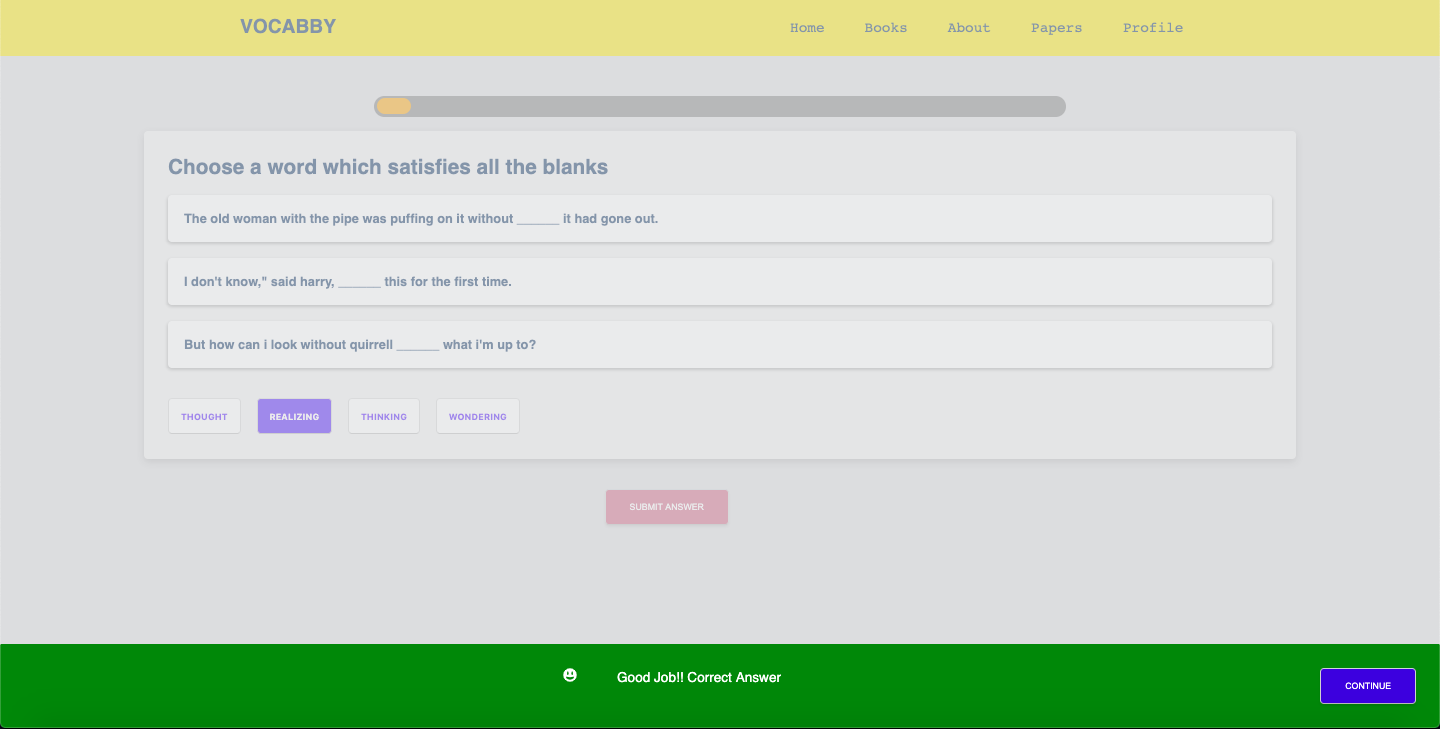 VOCABBY
Home Books About Papers Profile
Choose a word which satisfies all the blanks
The old woman with the pipe was puffing on it without ______ it had gone out.
I don't know," said harry, ______ this for the first time.
But how can i look without quirrell ______ what i'm up to?
THOUGHT REALIZING THINKING WONDERING
SUBMIT ANSWER
Good Job!! Correct Answer
CONTINUE